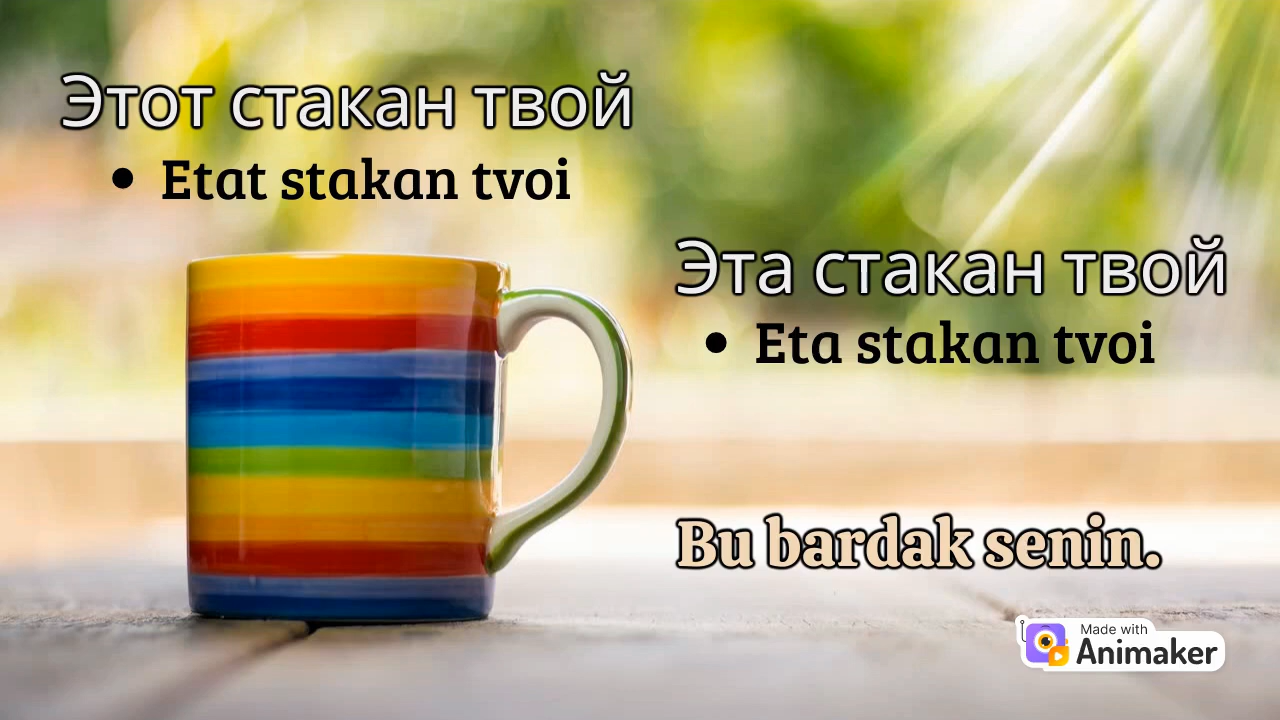 Этот стакан твой
• Etat stakan tvoi
Эта стакан твой
• Eta stakan tvoi
Bu bardak senin.
Made with
Animaker